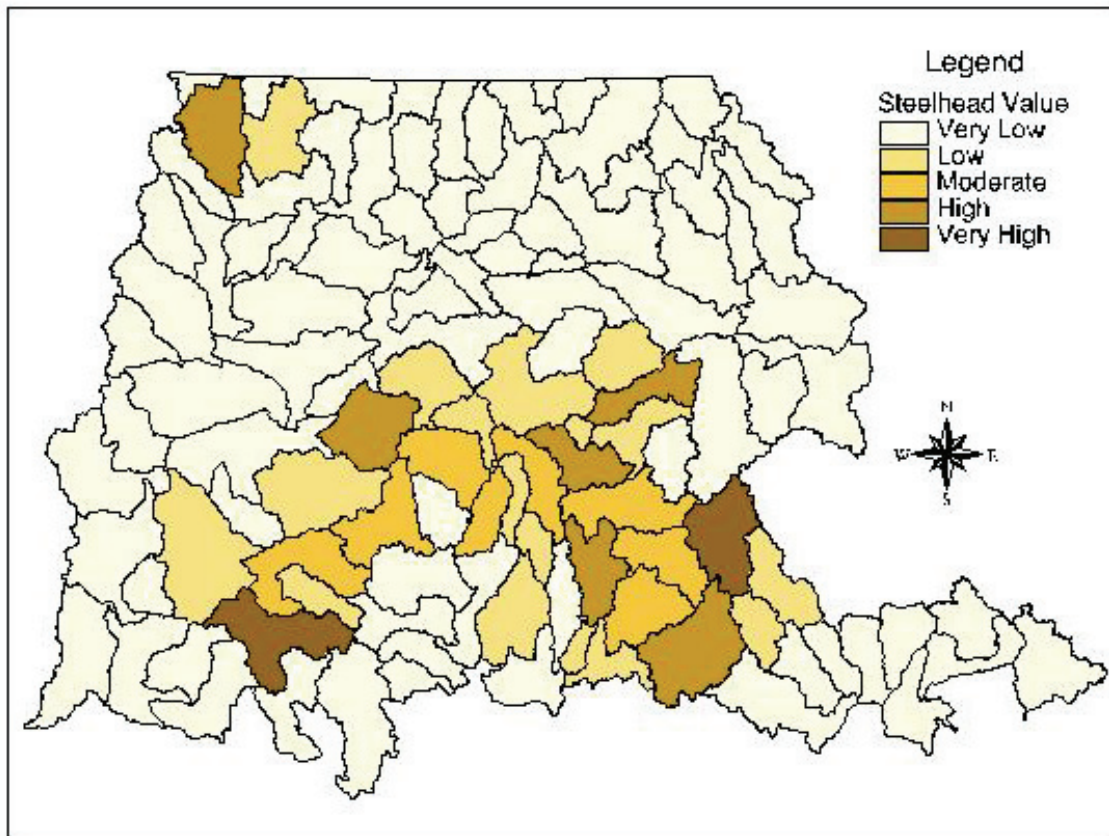 Legend
Steelhead Value
Very Low
Low
Moderate
High
Very High
N
W E
S